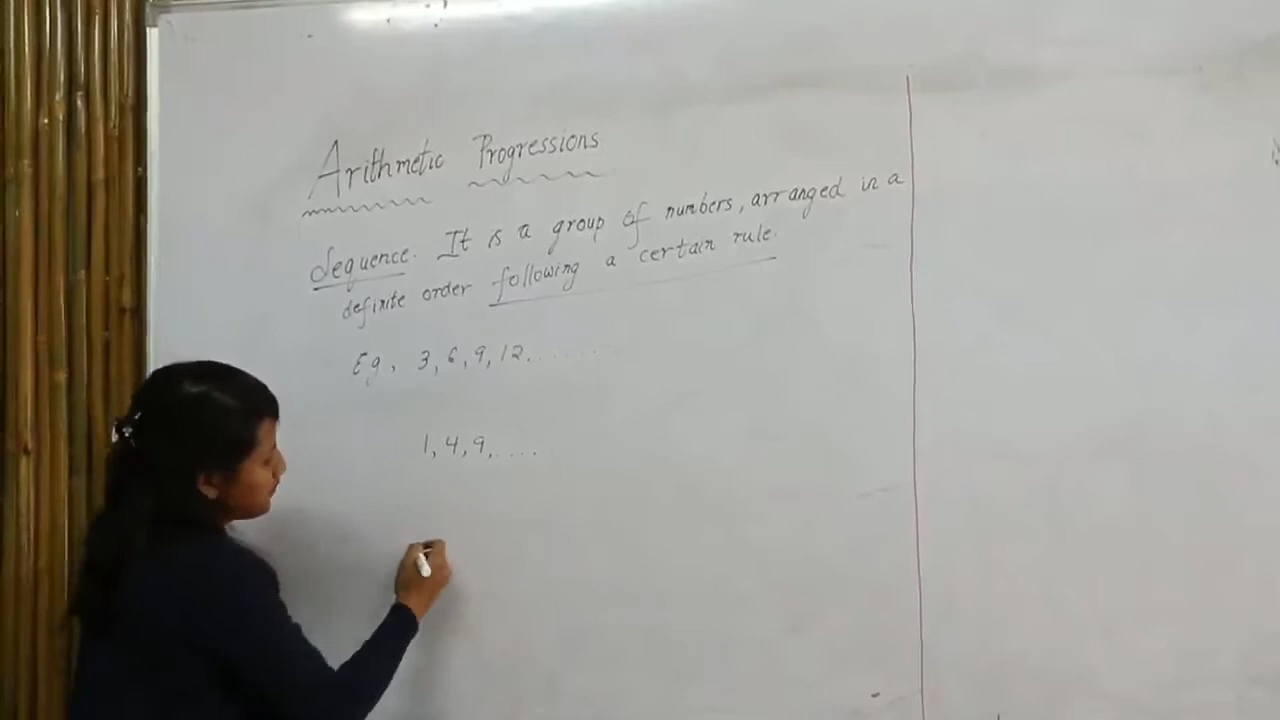 Arithmetic Progressions
Sequence. It is a group of numbers, arranged in a
definite order following a certain rule.
Eg, 3, 6, 9, 12.......
1, 4, 9,.....